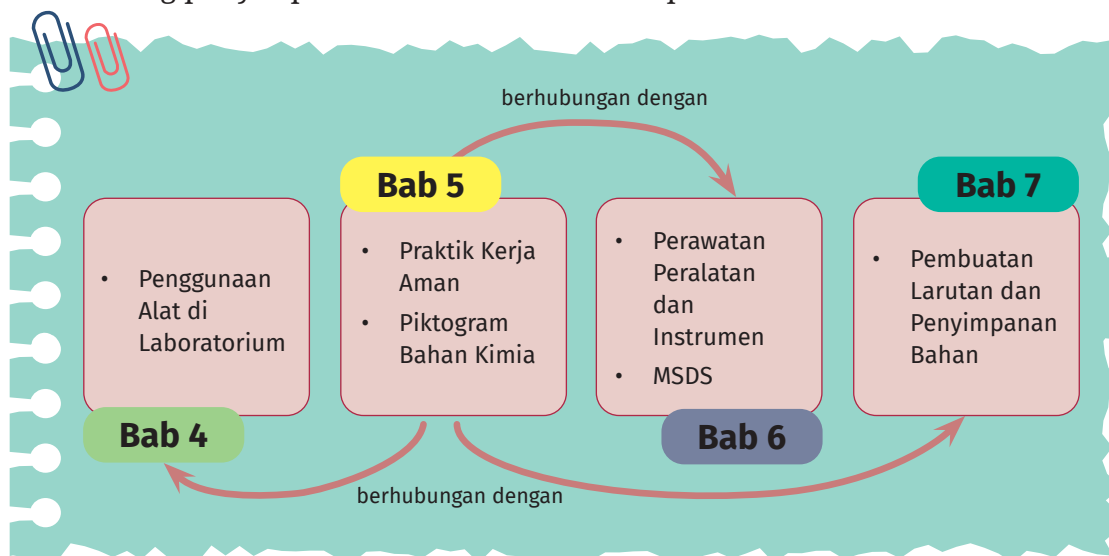 berhubungan dengan
Bab 5
Bab 7
• Penggunaan
Alat di
Laboratorium
• Praktik Kerja
Aman
• Piktogram
Bahan Kimia
• Perawatan
Peralatan
dan
Instrumen
• MSDS
• Pembuatan
Larutan dan
Penyimpanan
Bahan
Bab 4
Bab 6
berhubungan dengan